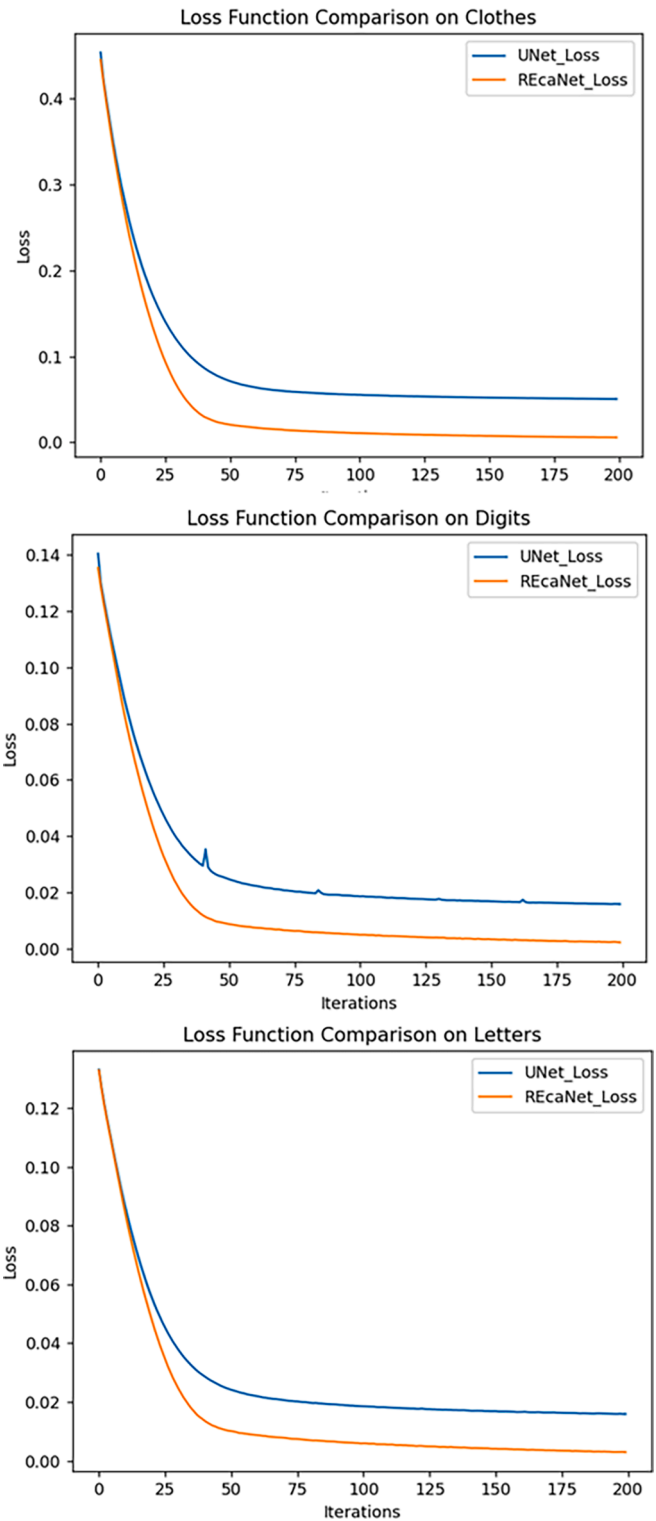 Loss Function Comparison on Clothes
UNet_Loss
REcaNet_Loss
0.4
0.3
0.2
0.1
0.0
Loss
0 25 50 75 100 125 150 175 200
Loss Function Comparison on Digits
UNet_Loss
REcaNet_Loss
0.14
0.12
0.10
0.08
0.06
0.04
0.02
0.00
Loss
0 25 50 75 100 125 150 175 200
Iterations
Loss Function Comparison on Letters
UNet_Loss
REcaNet_Loss
0.12
0.10
0.08
0.06
0.04
0.02
0.00
Loss
0 25 50 75 100 125 150 175 200
Iterations